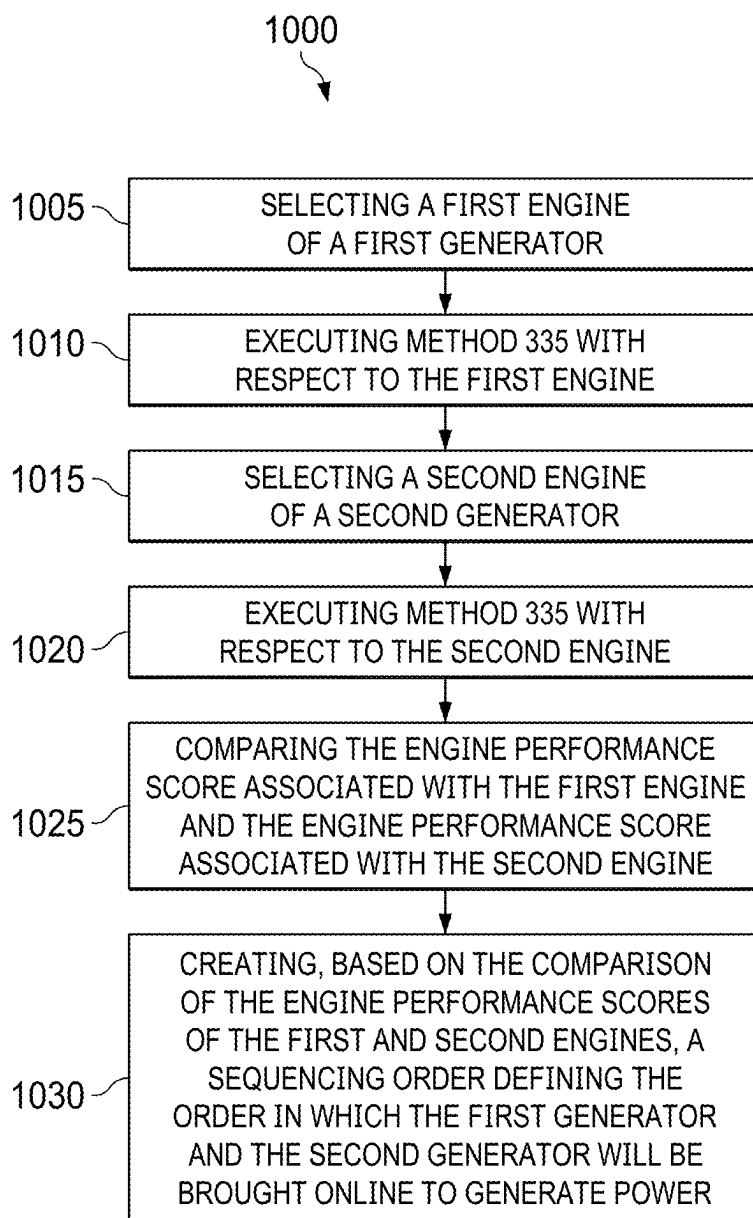 1000
1005
SELECTING A FIRST ENGINE
OF A FIRST GENERATOR
1010
EXECUTING METHOD 335 WITH
RESPECT TO THE FIRST ENGINE
1015
SELECTING A SECOND ENGINE
OF A SECOND GENERATOR
1020
EXECUTING METHOD 335 WITH
RESPECT TO THE SECOND ENGINE
1025
COMPARING THE ENGINE PERFORMANCE
SCORE ASSOCIATED WITH THE FIRST ENGINE
AND THE ENGINE PERFORMANCE SCORE
ASSOCIATED WITH THE SECOND ENGINE
1030
CREATING, BASED ON THE COMPARISON
OF THE ENGINE PERFORMANCE SCORES
OF THE FIRST AND SECOND ENGINES, A
SEQUENCING ORDER DEFINING THE
ORDER IN WHICH THE FIRST GENERATOR
AND THE SECOND GENERATOR WILL BE
BROUGHT ONLINE TO GENERATE POWER